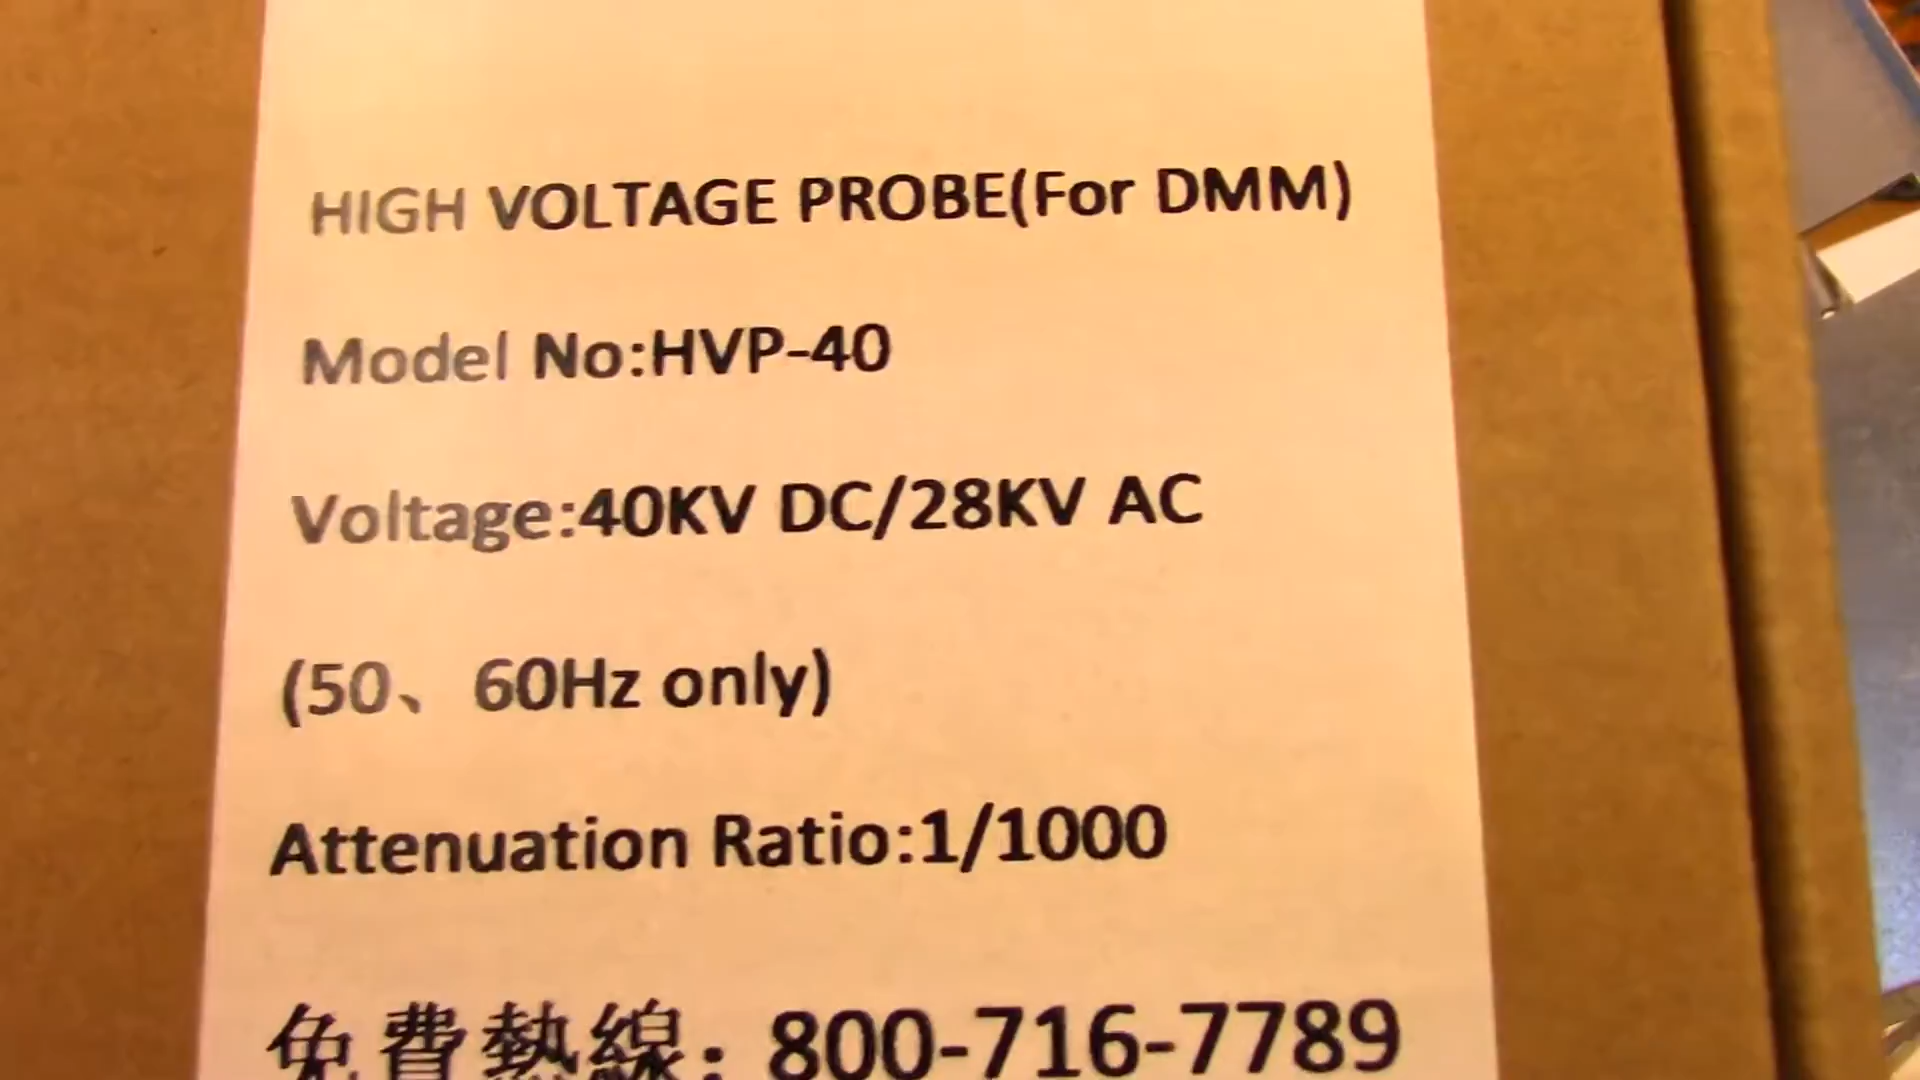 HIGH VOLTAGE PROBE(For DMM)
Model No:HVP-40
Voltage:40KV DC/28KV AC
(50、 60Hz only)
Attenuation Ratio:1/1000
免費熱線: 800-716-7789